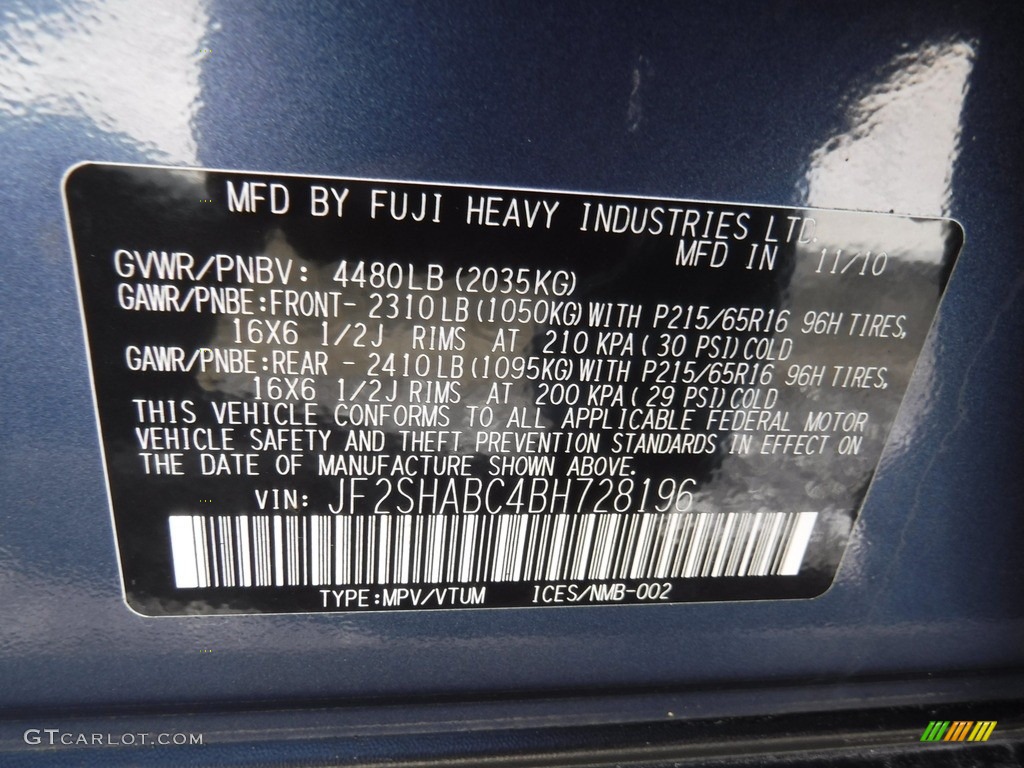 MFD BY FUJI HEAVY INDUSTRIES LTD.
MFD IN 11/10
GVWR/PNBV: 4480LB (2035KG)
GAWR/PNBE:FRONT- 2310LB (1050KG) WITH P215/65R16 96H TIRES,
16X6 1/2J RIMS AT 210 KPA ( 30 PSI) COLD
GAWR/PNBE:REAR - 2410LB (1095KG) WITH P215/65R16 96H TIRES,
16X6 1/2J RIMS AT 200 KPA ( 29 PSI) COLD
THIS VEHICLE CONFORMS TO ALL APPLICABLE FEDERAL MOTOR
VEHICLE SAFETY AND THEFT PREVENTION STANDARDS IN EFFECT ON
THE DATE OF MANUFACTURE SHOWN ABOVE.
VIN: JF2SHABC4BH728196
TYPE:MPV/VTUM ICES/NMB-002
GTCARLOT.COM